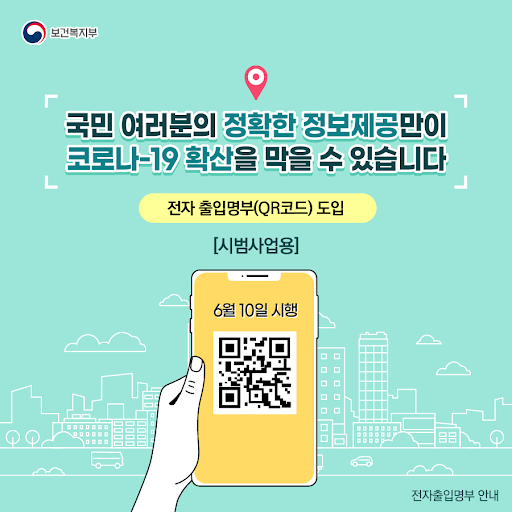 보건복지부
국민 여러분의 정확한 정보제공만이
코로나-19 확산을 막을 수 있습니다
전자 출입명부(QR코드) 도입
[시범사업용]
6월 10일 시행
전자출입명부 안내